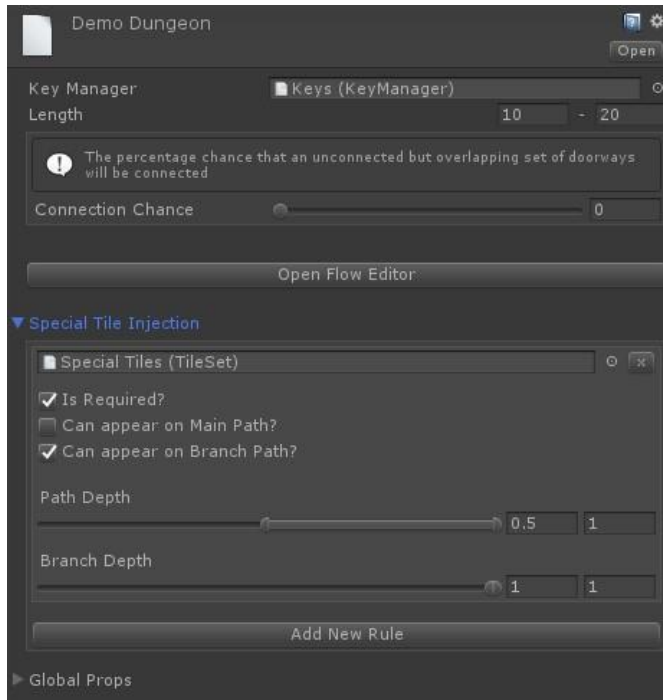 Demo Dungeon
Open
Key Manager Keys (KeyManager)
Length 10 - 20
The percentage chance that an unconnected but overlapping set of doorways
will be connected
Connection Chance 0
Open Flow Editor
Special Tile Injection
Special Tiles (TileSet) x
Is Required?
Can appear on Main Path?
Can appear on Branch Path?
Path Depth
0.5 1
Branch Depth
1 1
Add New Rule
Global Props